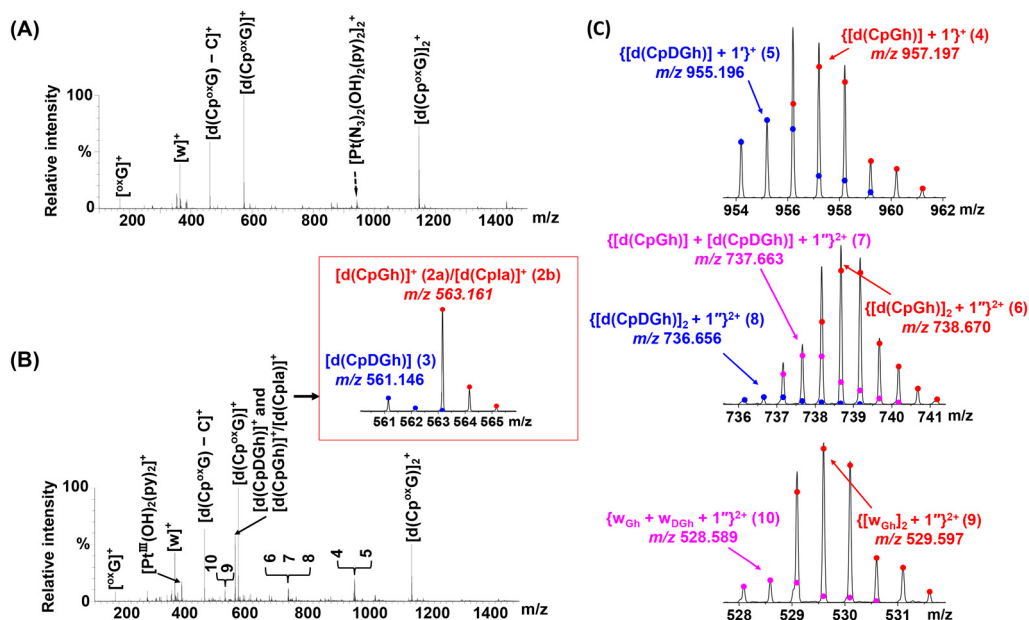 (A)
Relative intensity
100
%
0
[ᵒˣG]⁺
[w]⁺
[d(CpᵒˣG) – C]⁺
[d(CpᵒˣG)]⁺
[Pt(N₃)₂(OH)₂(py)₂]₂⁺
[d(CpᵒˣG)]₂⁺
200 400 600 800 1000 1200 1400 m/z
[d(CpGh)]⁺ (2a)/[d(CpIa)]⁺ (2b)
m/z 563.161
[d(CpDGh)] (3)
m/z 561.146
561 562 563 564 565 m/z
(B)
Relative intensity
100
%
0
[ᵒˣG]⁺
[Ptᴵᴵᴵ(OH)₂(py)₂]⁺
[w]⁺
[d(CpᵒˣG) – C]⁺
10
9
[d(CpᵒˣG)]⁺
[d(CpDGh)]⁺ and
[d(CpGh)]⁺/[d(CpIa)]⁺
6
7
8
4
5
[d(CpᵒˣG)]₂⁺
200 400 600 800 1000 1200 1400 m/z
(C)
{[d(CpDGh)] + 1′}⁺ (5)
m/z 955.196
{[d(CpGh)] + 1′}⁺ (4)
m/z 957.197
954 956 958 960 962 m/z
{[d(CpGh)] + [d(CpDGh)] + 1″}²⁺ (7)
m/z 737.663
{[d(CpDGh)]₂ + 1″}²⁺ (8)
m/z 736.656
{[d(CpGh)]₂ + 1″}²⁺ (6)
m/z 738.670
736 737 738 739 740 741 m/z
{w_Gh + w_DGh + 1″}²⁺ (10)
m/z 528.589
{[w_Gh]₂ + 1″}²⁺ (9)
m/z 529.597
528 529 530 531 m/z